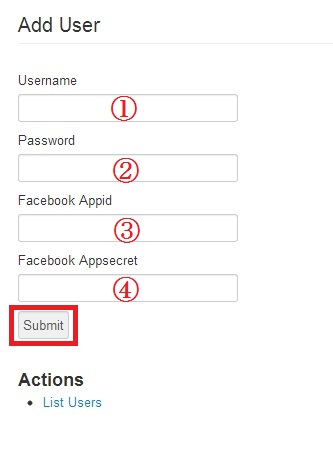 Add User
Username
①
Password
②
Facebook Appid
③
Facebook Appsecret
④
Submit
Actions
• List Users